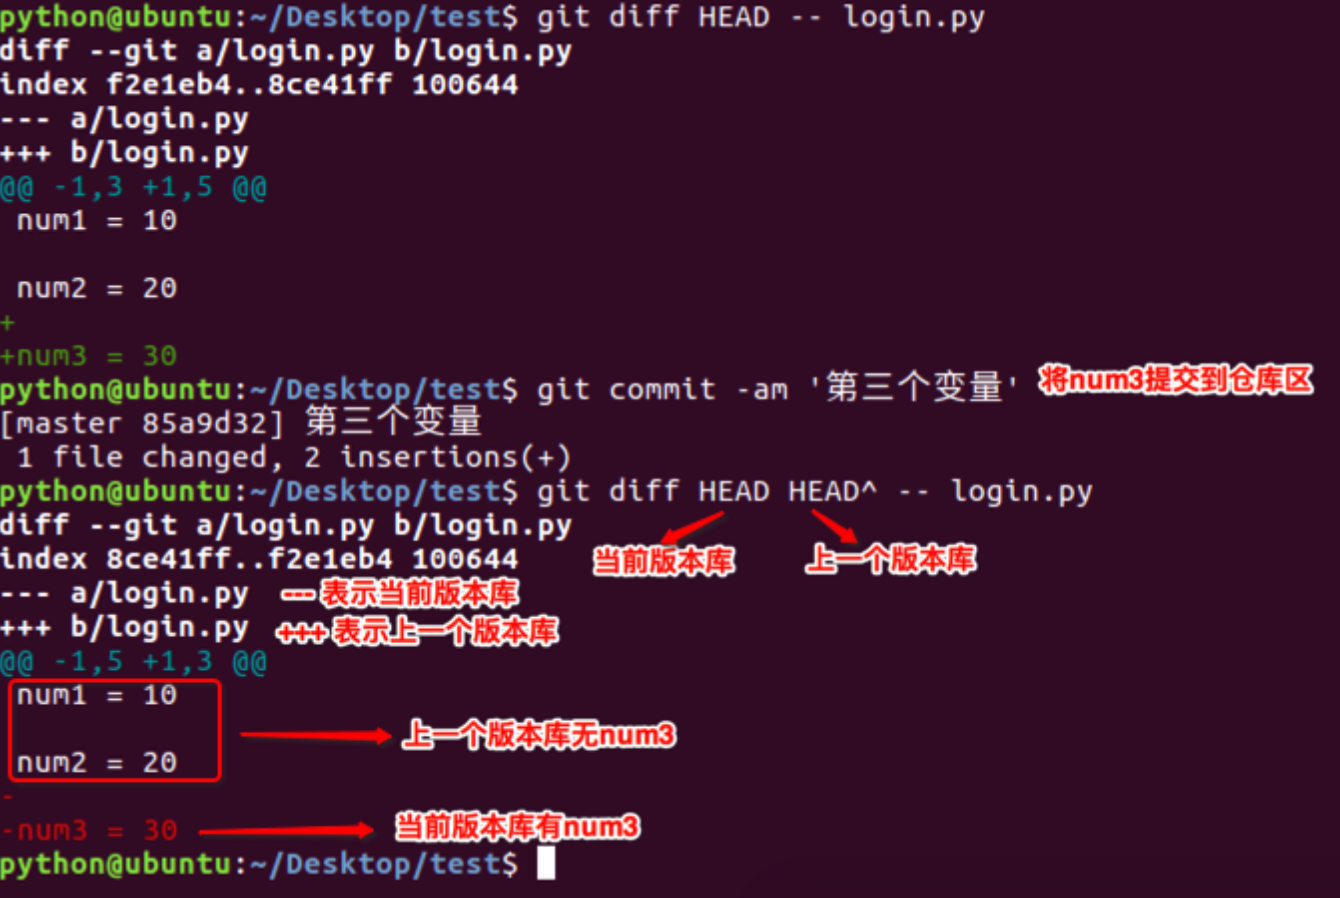 python@ubuntu:~/Desktop/test$ git diff HEAD -- login.py
diff --git a/login.py b/login.py
index f2e1eb4..8ce41ff 100644
--- a/login.py
+++ b/login.py
@@ -1,3 +1,5 @@
 num1 = 10

 num2 = 20
+
+num3 = 30
python@ubuntu:~/Desktop/test$ git commit -am '第三个变量' 将num3提交到仓库区
[master 85a9d32] 第三个变量
 1 file changed, 2 insertions(+)
python@ubuntu:~/Desktop/test$ git diff HEAD HEAD^ -- login.py
diff --git a/login.py b/login.py
index 8ce41ff..f2e1eb4 100644 当前版本库 上一个版本库
--- a/login.py --- 表示当前版本库
+++ b/login.py +++ 表示上一个版本库
@@ -1,5 +1,3 @@
 num1 = 10
上一个版本库无num3
 num2 = 20
-
-num3 = 30 当前版本库有num3
python@ubuntu:~/Desktop/test$